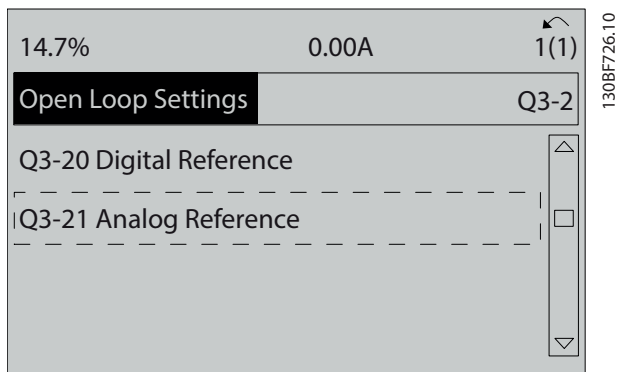 14.7% 0.00A 1(1)
Open Loop Settings Q3-2
Q3-20 Digital Reference
Q3-21 Analog Reference
130BF726.10